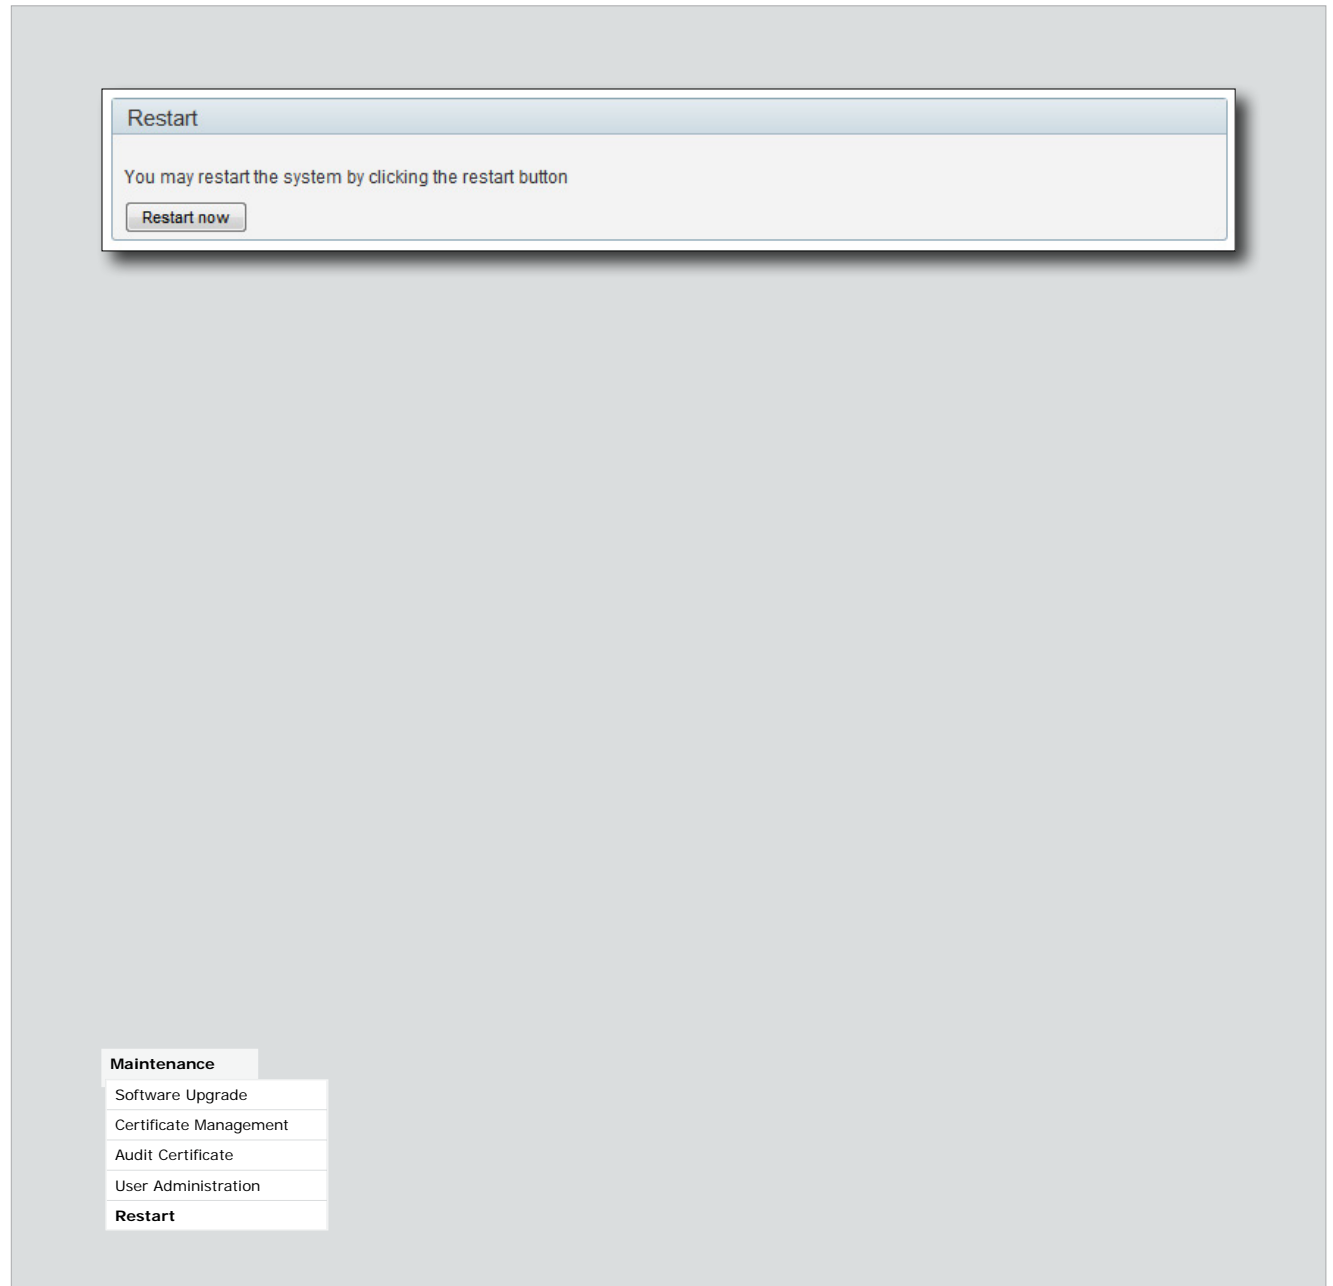 Restart
You may restart the system by clicking the restart button
Restart now
Maintenance
Software Upgrade
Certificate Management
Audit Certificate
User Administration
Restart